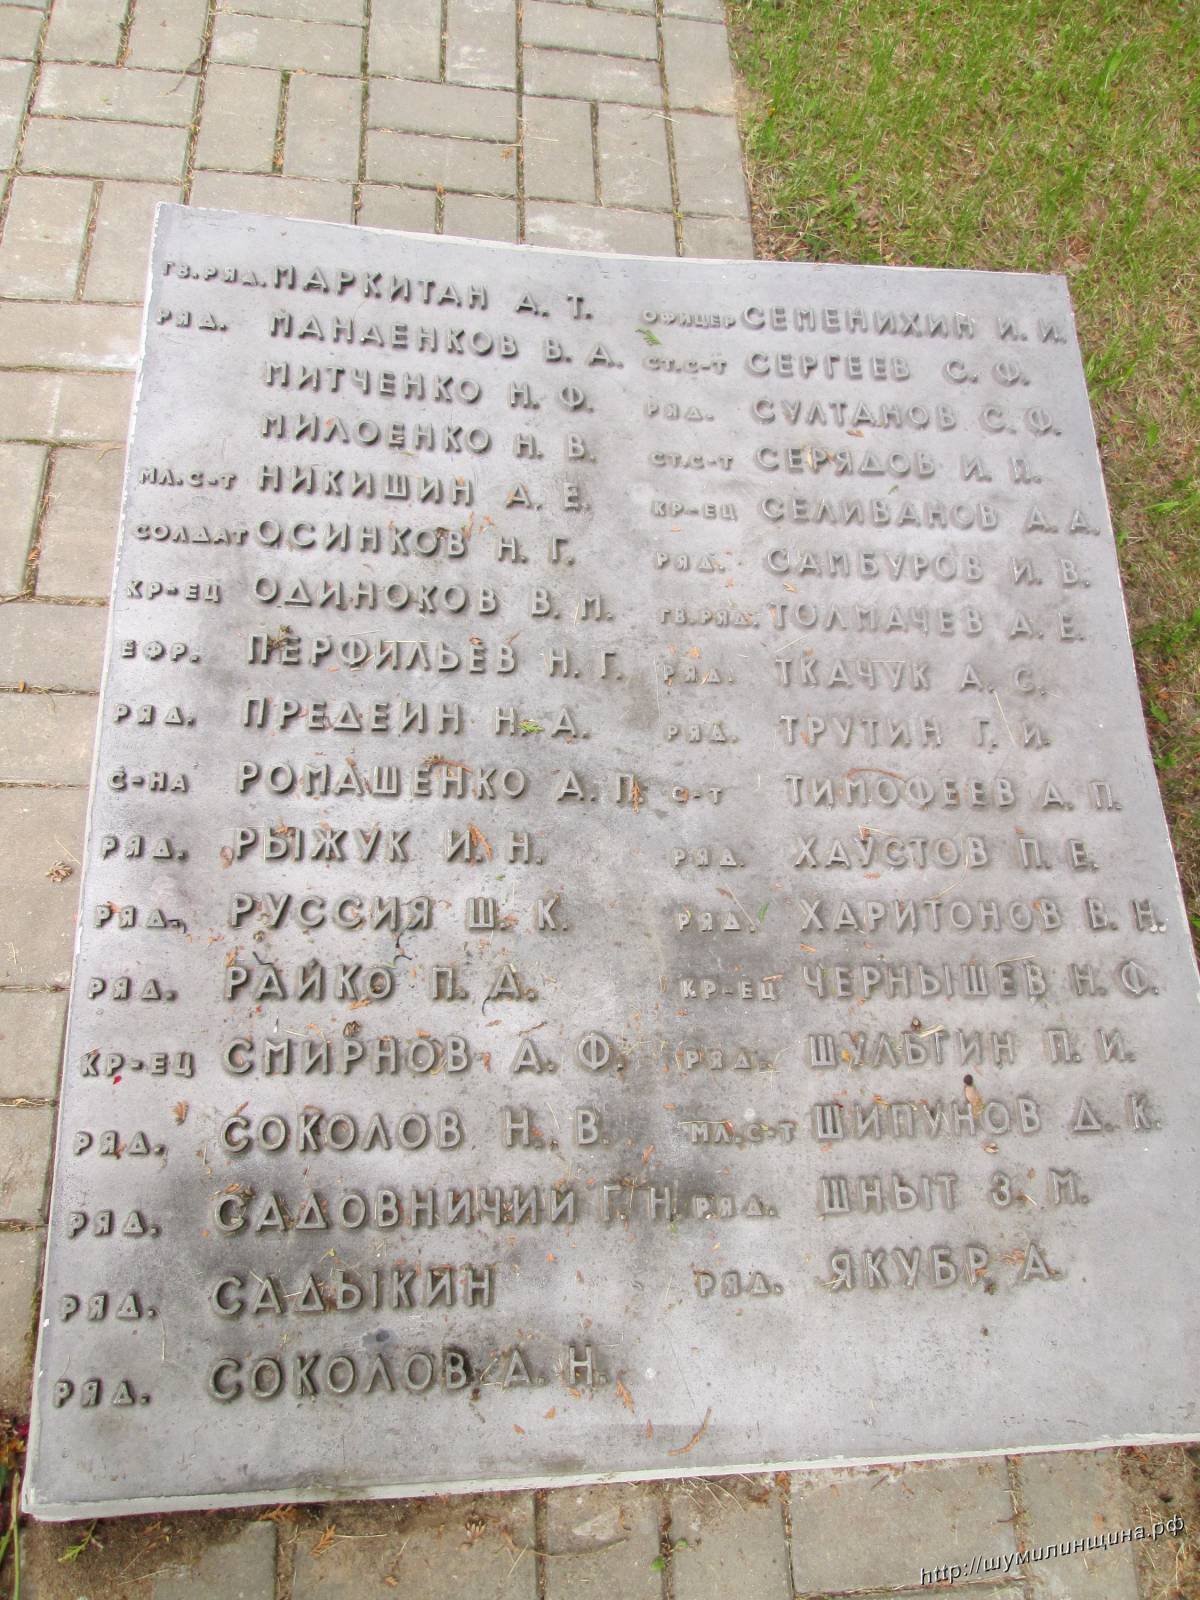 ГВ.РЯД. МАРКИТАН А. Т.
РЯД. МАНАЕНКОВ В. А.
МИТЧЕНКО Н. Ф.
МИЛОЕНКО Н. В.
МЛ.С-Т НИКИШИН А. Е.
СОЛДАТ ОСИНКОВ Н. Г.
КР-ЕЦ ОДИНОКОВ В. М.
ЕФР. ПЕРФИЛЬЕВ Н. Г.
РЯД. ПРЕДЕИН Н. А.
С-НА РОМАШЕНКО А. П.
РЯД. РЫЖУК И. Н.
РЯД. РУССИЯ Ш. К.
РЯД. РАЙКО П. А.
КР-ЕЦ СМИРНОВ А. Ф.
РЯД. СОКОЛОВ Н. В.
РЯД. САДОВНИЧИЙ Г. Н.
РЯД. САДЫКИН
РЯД. СОКОЛОВ А. Н.
ОФИЦЕР СЕМЕНИХИН И. И.
СТ.С-Т СЕРГЕЕВ С. Ф.
РЯД. СУЛТАНОВ С. Ф.
СТ.С-Т СЕРЯДОВ И. П.
КР-ЕЦ СЕЛИВАНОВ А. А.
РЯД. САМБУРОВ И. В.
ГВ.РЯД. ТОЛМАЧЕВ А. Е.
РЯД. ТКАЧУК А. С.
РЯД. ТРУТИН Г. И.
С-Т ТИМОФЕЕВ А. П.
РЯД. ХАУСТОВ П. Е.
РЯД. ХАРИТОНОВ В. Н.
КР-ЕЦ ЧЕРНЫШЕВ Н. Ф.
РЯД. ШУЛЬГИН П. И.
МЛ.С-Т ШИПУНОВ Д. К.
РЯД. ШНЫТ З. М.
РЯД. ЯКУБР А.
http://шумилинщина.рф